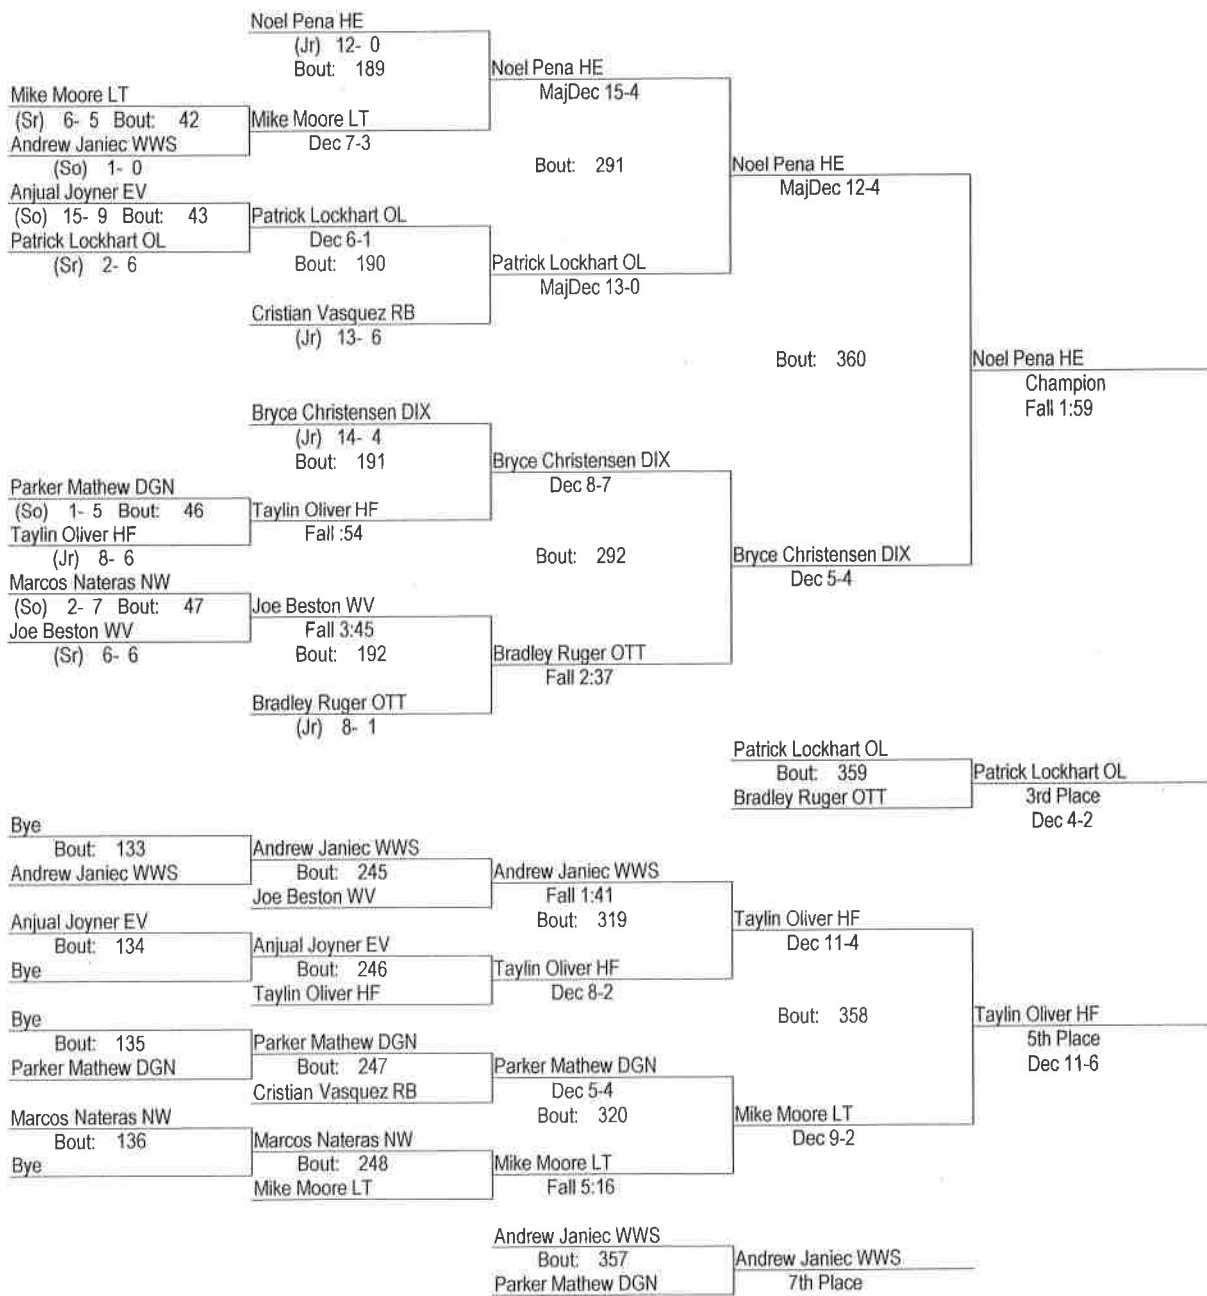 Noel Pena HE
(Jr) 12- 0
Bout: 189
Noel Pena HE
MajDec 15-4
Mike Moore LT
(Sr) 6- 5 Bout: 42
Andrew Janiec WWS
(So) 1- 0
Mike Moore LT
Dec 7-3
Bout: 291
Noel Pena HE
MajDec 12-4
Anjual Joyner EV
(So) 15- 9 Bout: 43
Patrick Lockhart OL
(Sr) 2- 6
Patrick Lockhart OL
Dec 6-1
Bout: 190
Patrick Lockhart OL
MajDec 13-0
Cristian Vasquez RB
(Jr) 13- 6
Bout: 360
Noel Pena HE
Champion
Fall 1:59
Bryce Christensen DIX
(Jr) 14- 4
Bout: 191
Bryce Christensen DIX
Dec 8-7
Parker Mathew DGN
(So) 1- 5 Bout: 46
Taylin Oliver HF
(Jr) 8- 6
Taylin Oliver HF
Fall :54
Bout: 292
Bryce Christensen DIX
Dec 5-4
Marcos Nateras NW
(So) 2- 7 Bout: 47
Joe Beston WV
(Sr) 6- 6
Joe Beston WV
Fall 3:45
Bout: 192
Bradley Ruger OTT
Fall 2:37
Bradley Ruger OTT
(Jr) 8- 1
Patrick Lockhart OL
Bout: 359
Bradley Ruger OTT
Patrick Lockhart OL
3rd Place
Dec 4-2
Bye
Bout: 133
Andrew Janiec WWS
Andrew Janiec WWS
Bout: 245
Joe Beston WV
Andrew Janiec WWS
Fall 1:41
Bout: 319
Taylin Oliver HF
Dec 11-4
Anjual Joyner EV
Bout: 134
Bye
Anjual Joyner EV
Bout: 246
Taylin Oliver HF
Taylin Oliver HF
Dec 8-2
Bout: 358
Taylin Oliver HF
5th Place
Dec 11-6
Bye
Bout: 135
Parker Mathew DGN
Parker Mathew DGN
Bout: 247
Cristian Vasquez RB
Parker Mathew DGN
Dec 5-4
Bout: 320
Mike Moore LT
Dec 9-2
Marcos Nateras NW
Bout: 136
Bye
Marcos Nateras NW
Bout: 248
Mike Moore LT
Mike Moore LT
Fall 5:16
Andrew Janiec WWS
Bout: 357
Parker Mathew DGN
Andrew Janiec WWS
7th Place